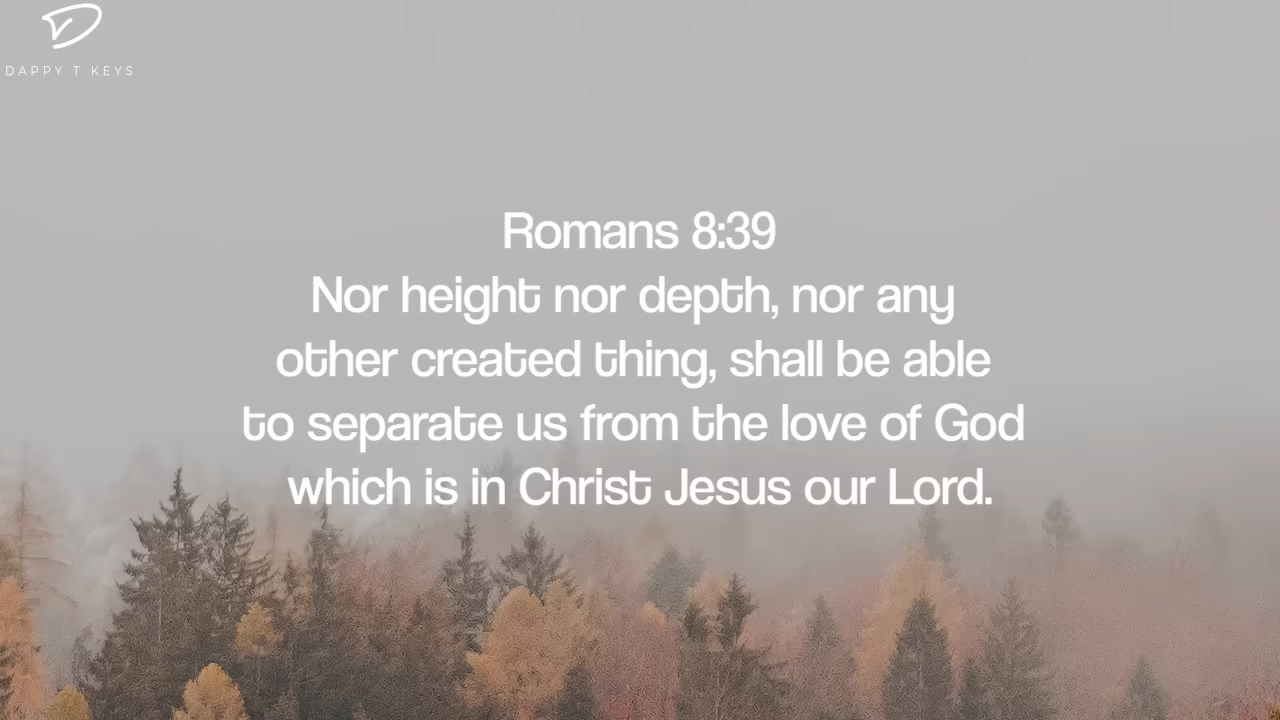 DAPPY T KEYS
Romans 8:39
Nor height nor depth, nor any
other created thing, shall be able
to separate us from the love of God
which is in Christ Jesus our Lord.